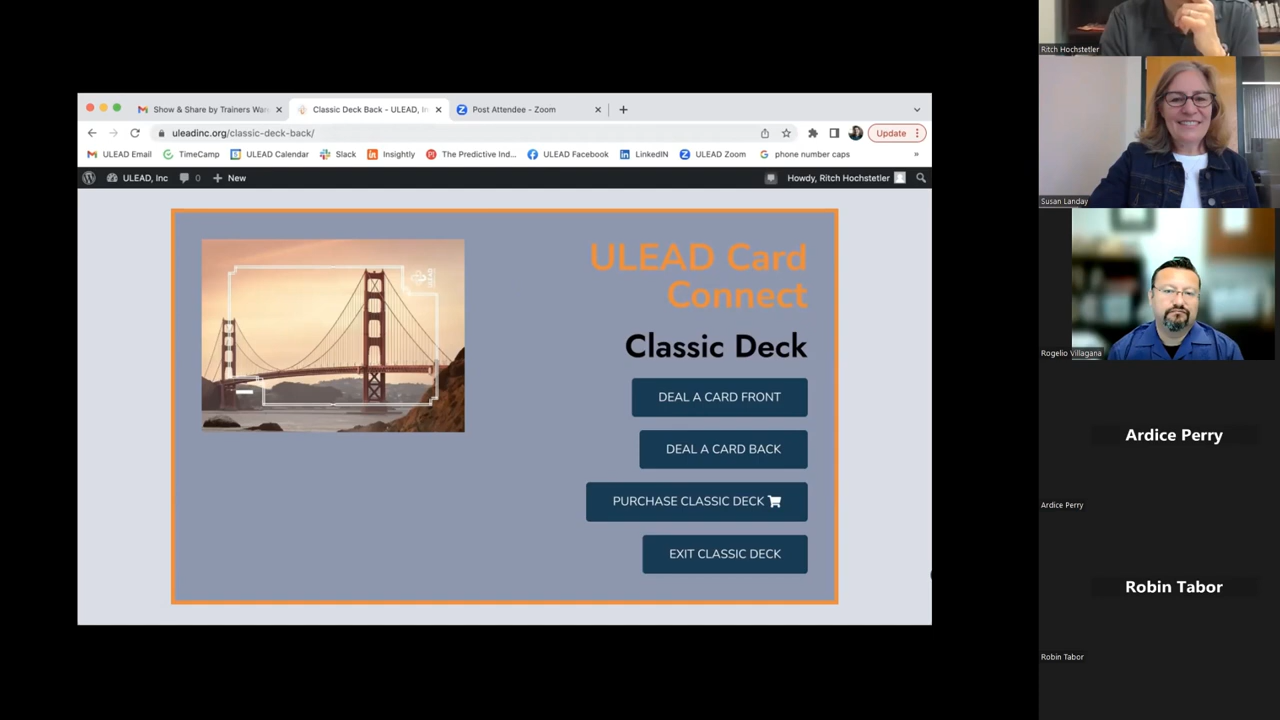 Show & Share by Trainers Wan
Classic Deck Back - ULEAD, In
Post Attendee - Zoom
uleadinc.org/classic-deck-back/
Update
ULEAD Email
TimeCamp
ULEAD Calendar
Slack
Insightly
The Predictive Ind...
ULEAD Facebook
LinkedIn
ULEAD Zoom
phone number caps
»
ULEAD, Inc
0
+ New
Howdy, Ritch Hochstetler
ULEAD
ULEAD Card
Connect
Classic Deck
DEAL A CARD FRONT
DEAL A CARD BACK
PURCHASE CLASSIC DECK
EXIT CLASSIC DECK
Ritch Hochstetler
Susan Landay
Rogelio Villagana
Ardice Perry
Ardice Perry
Robin Tabor
Robin Tabor